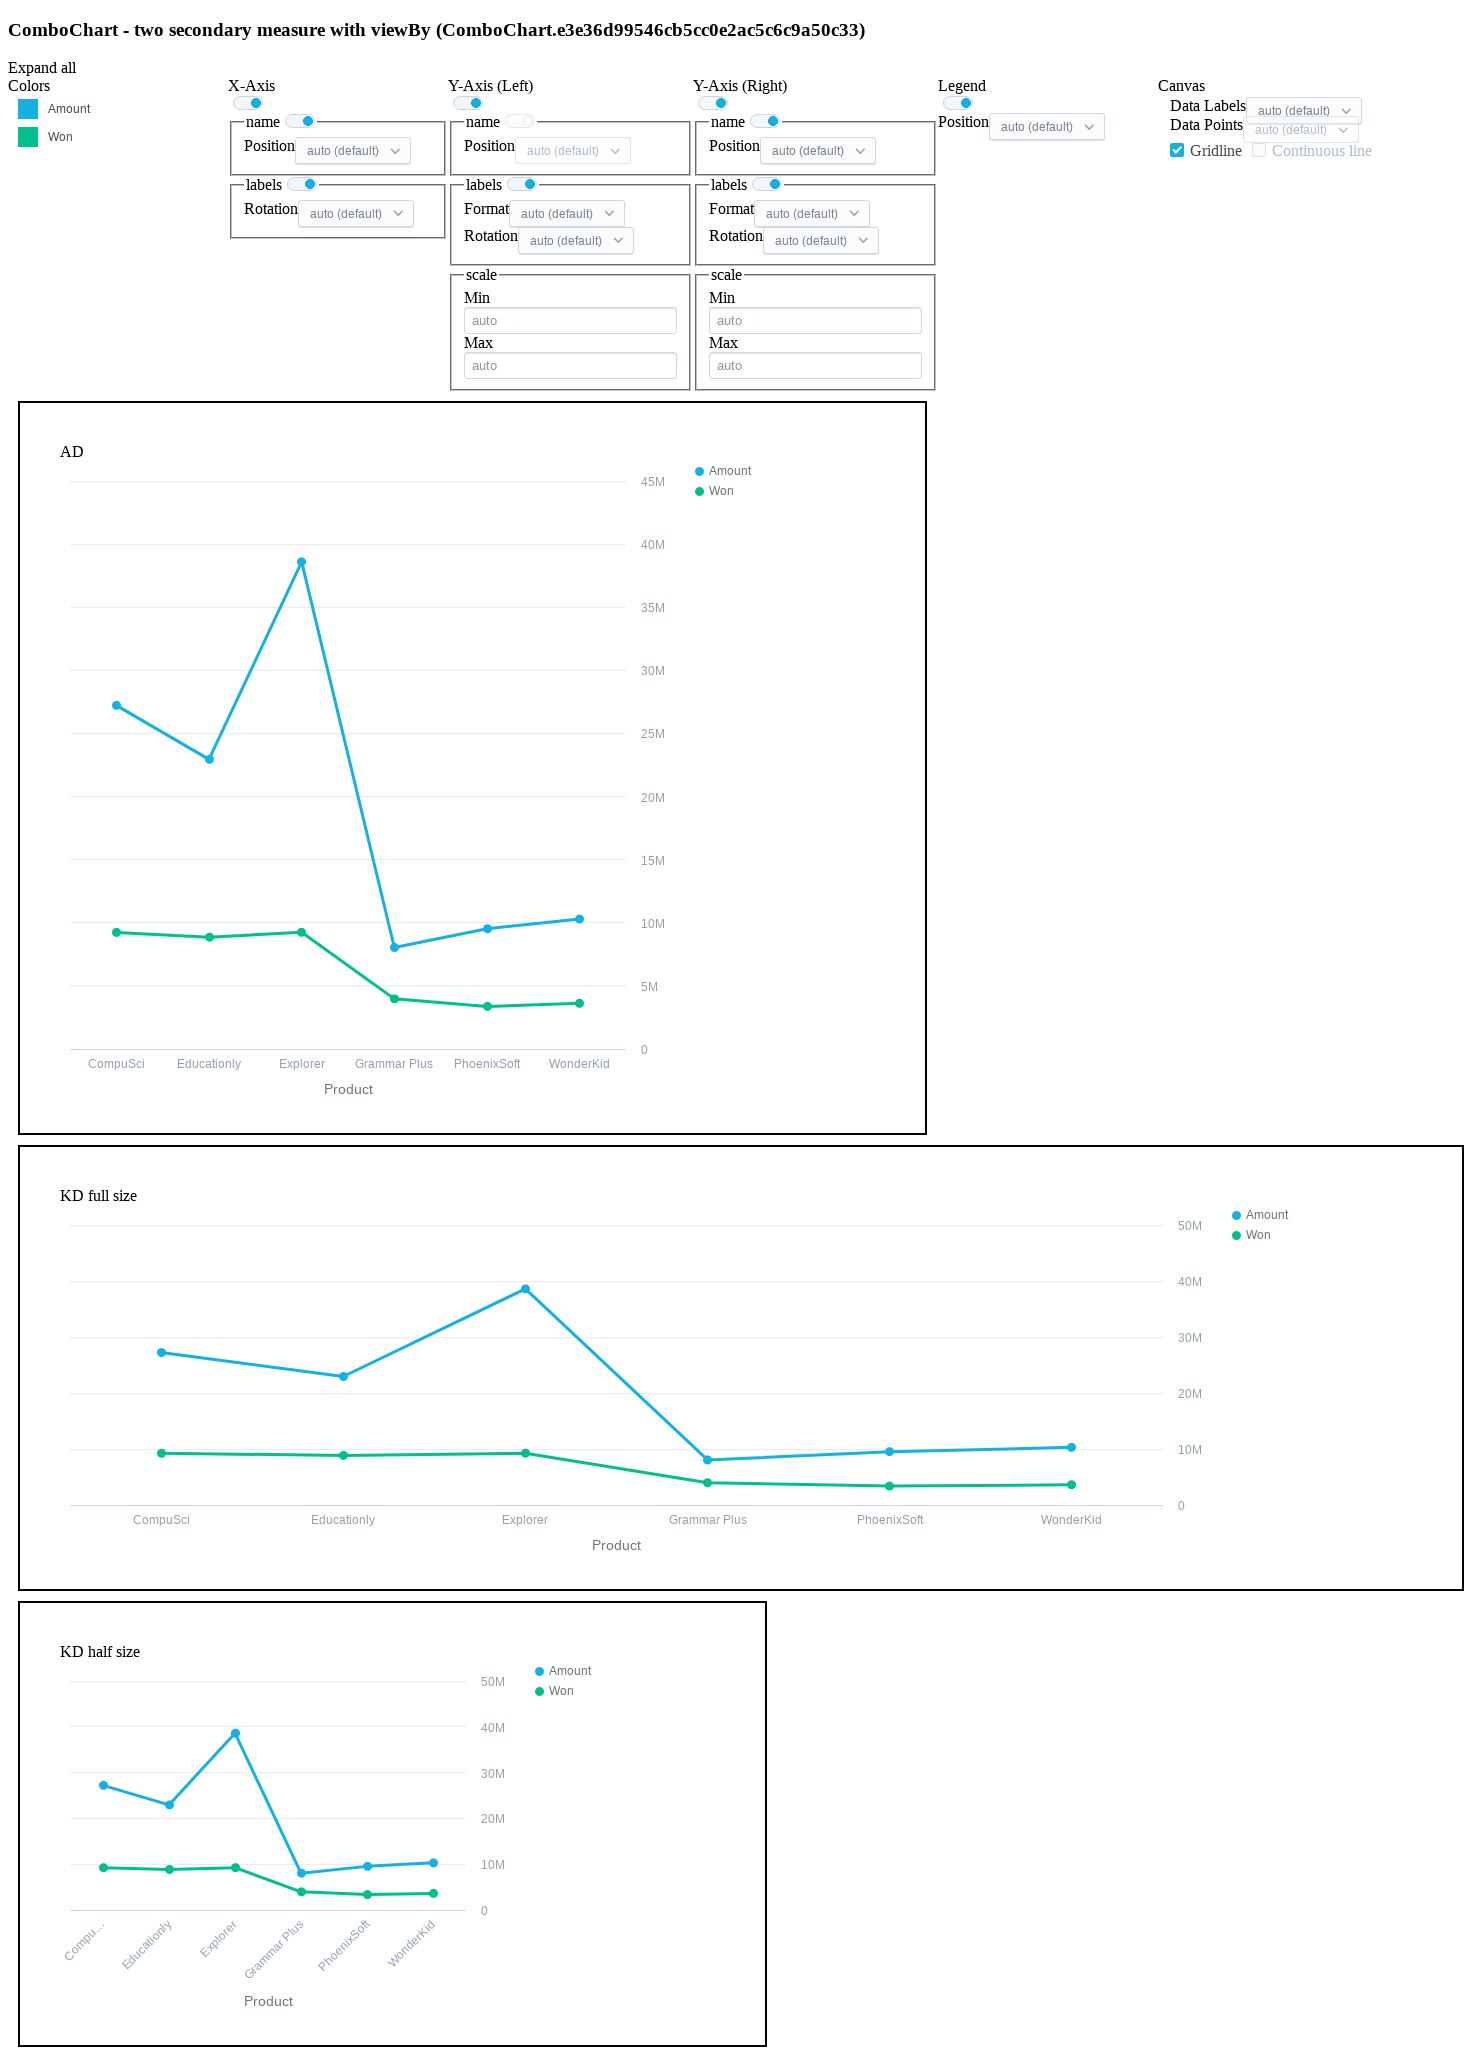 ComboChart - two secondary measure with viewBy (ComboChart.e3e36d99546cb5cc0e2ac5c6c9a50c33)
Expand all
Colors
Amount
Won
X-Axis
name
Position auto (default)
labels
Rotation auto (default)
Y-Axis (Left)
name
Position auto (default)
labels
Format auto (default)
Rotation auto (default)
scale
Min
auto
Max
auto
Y-Axis (Right)
name
Position auto (default)
labels
Format auto (default)
Rotation auto (default)
scale
Min
auto
Max
auto
Legend
Position auto (default)
Canvas
Data Labels auto (default)
Data Points auto (default)
Gridline Continuous line
AD
45M
40M
35M
30M
25M
20M
15M
10M
5M
0
Amount
Won
CompuSci Educationly Explorer Grammar Plus PhoenixSoft WonderKid
Product
KD full size
50M
40M
30M
20M
10M
0
Amount
Won
CompuSci Educationly Explorer Grammar Plus PhoenixSoft WonderKid
Product
KD half size
50M
40M
30M
20M
10M
0
Amount
Won
Compu… Educationly Explorer Grammar Plus PhoenixSoft WonderKid
Product